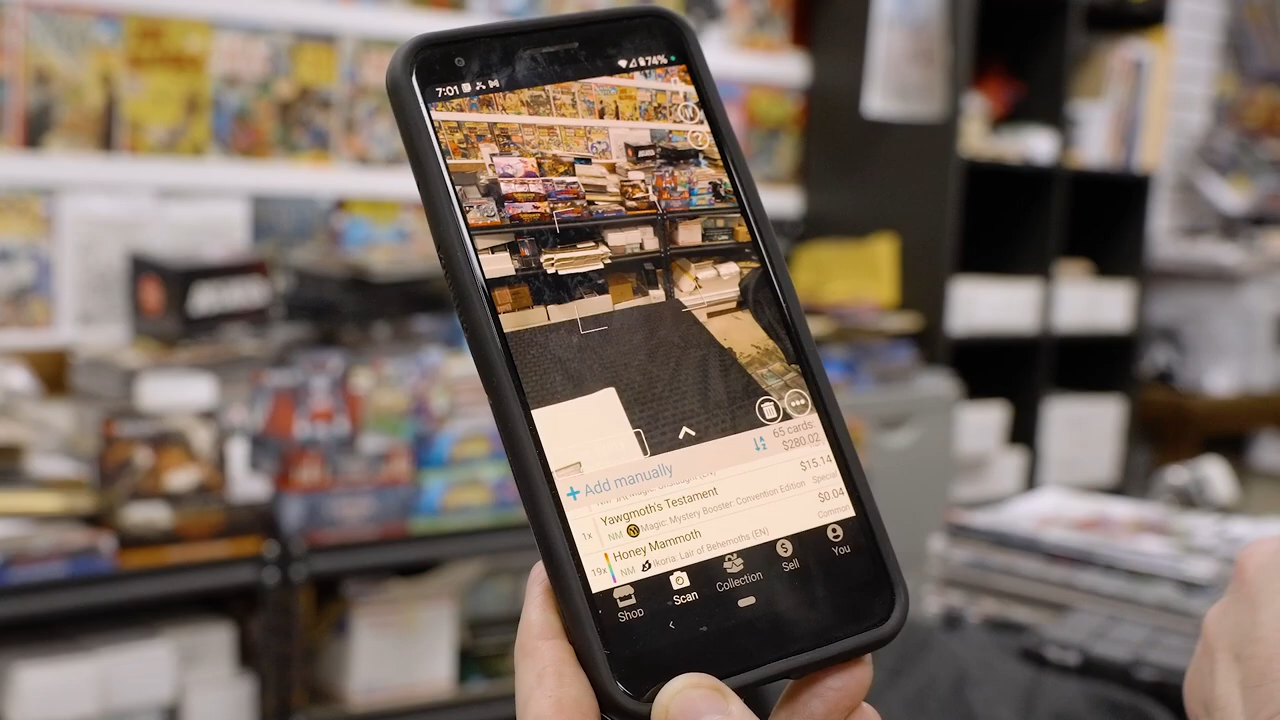 7:01
74%
65 cards:
$280.02
+ Add manually
$15.14
Yawgmoth's Testament
Special
1x NM Magic: Mystery Booster: Convention Edition
$0.04
Honey Mammoth
Common
19x NM Ikoria: Lair of Behemoths (EN)
Shop
Scan
Collection
Sell
You